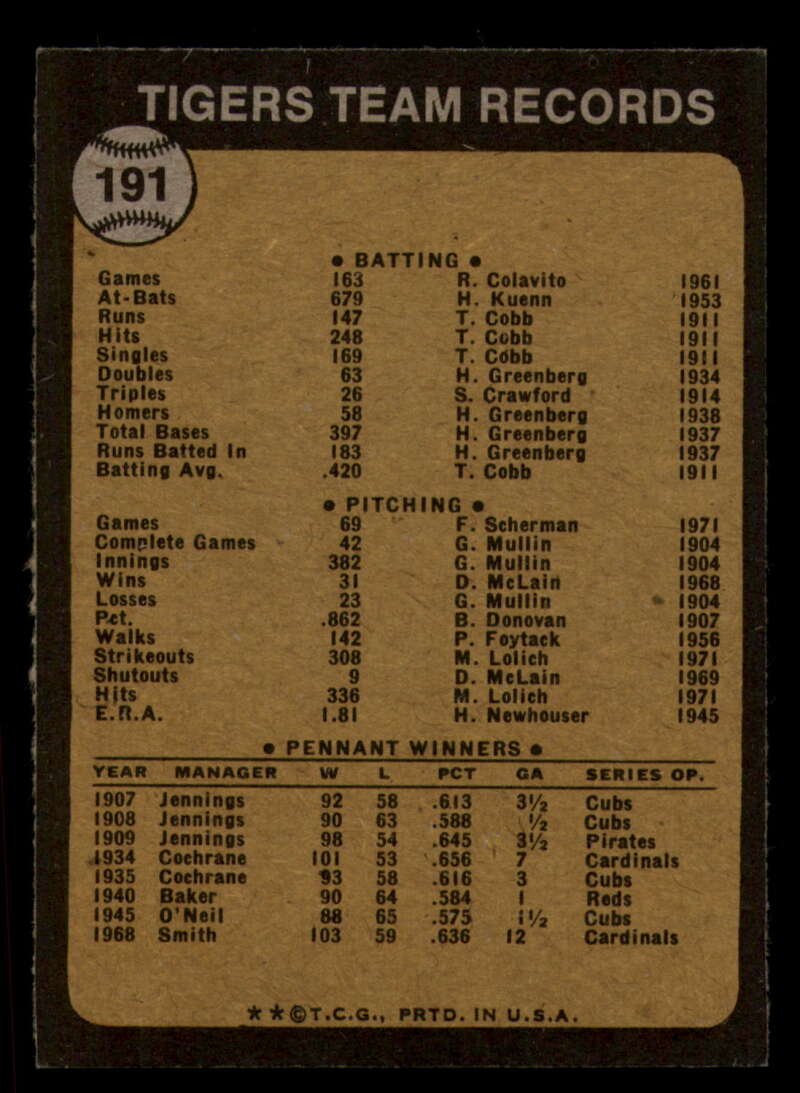 TIGERS TEAM RECORDS
191
• BATTING •
Games 163 R. Colavito 1961
At-Bats 679 H. Kuenn 1953
Runs 147 T. Cobb 1911
Hits 248 T. Cobb 1911
Singles 169 T. Cobb 1911
Doubles 63 H. Greenberg 1934
Triples 26 S. Crawford 1914
Homers 58 H. Greenberg 1938
Total Bases 397 H. Greenberg 1937
Runs Batted In 183 H. Greenberg 1937
Batting Avg. .420 T. Cobb 1911
• PITCHING •
Games 69 F. Scherman 1971
Complete Games 42 G. Mullin 1904
Innings 382 G. Mullin 1904
Wins 31 D. McLain 1968
Losses 23 G. Mullin 1904
Pct. .862 B. Donovan 1907
Walks 142 P. Foytack 1956
Strikeouts 308 M. Lolich 1971
Shutouts 9 D. McLain 1969
Hits 336 M. Lolich 1971
E.R.A. 1.81 H. Newhouser 1945
• PENNANT WINNERS •
YEAR MANAGER W L PCT GA SERIES OP.
1907 Jennings 92 58 .613 3½ Cubs
1908 Jennings 90 63 .588 ½ Cubs
1909 Jennings 98 54 .645 3½ Pirates
1934 Cochrane 101 53 .656 7 Cardinals
1935 Cochrane 93 58 .616 3 Cubs
1940 Baker 90 64 .584 1 Reds
1945 O'Neil 88 65 .575 1½ Cubs
1968 Smith 103 59 .636 12 Cardinals
★★©T.C.G., PRTD. IN U.S.A.